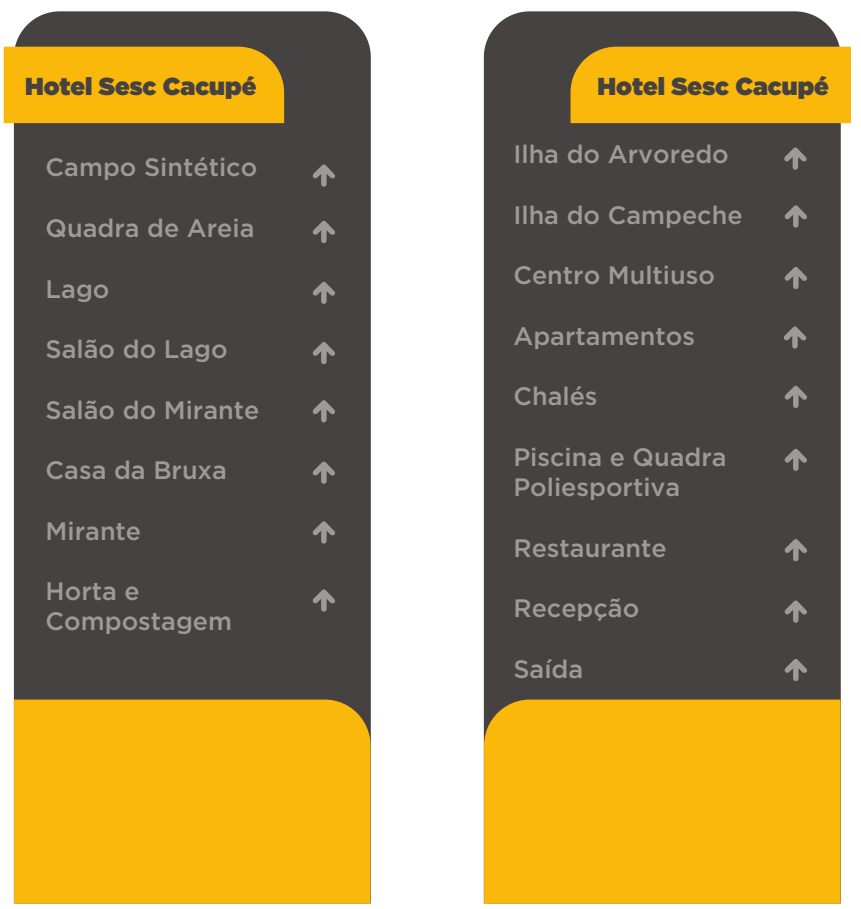 Hotel Sesc Cacupé
Campo Sintético
Quadra de Areia
Lago
Salão do Lago
Salão do Mirante
Casa da Bruxa
Mirante
Horta e
Compostagem
Hotel Sesc Cacupé
Ilha do Arvoredo
Ilha do Campeche
Centro Multiuso
Apartamentos
Chalés
Piscina e Quadra
Poliesportiva
Restaurante
Recepção
Saída